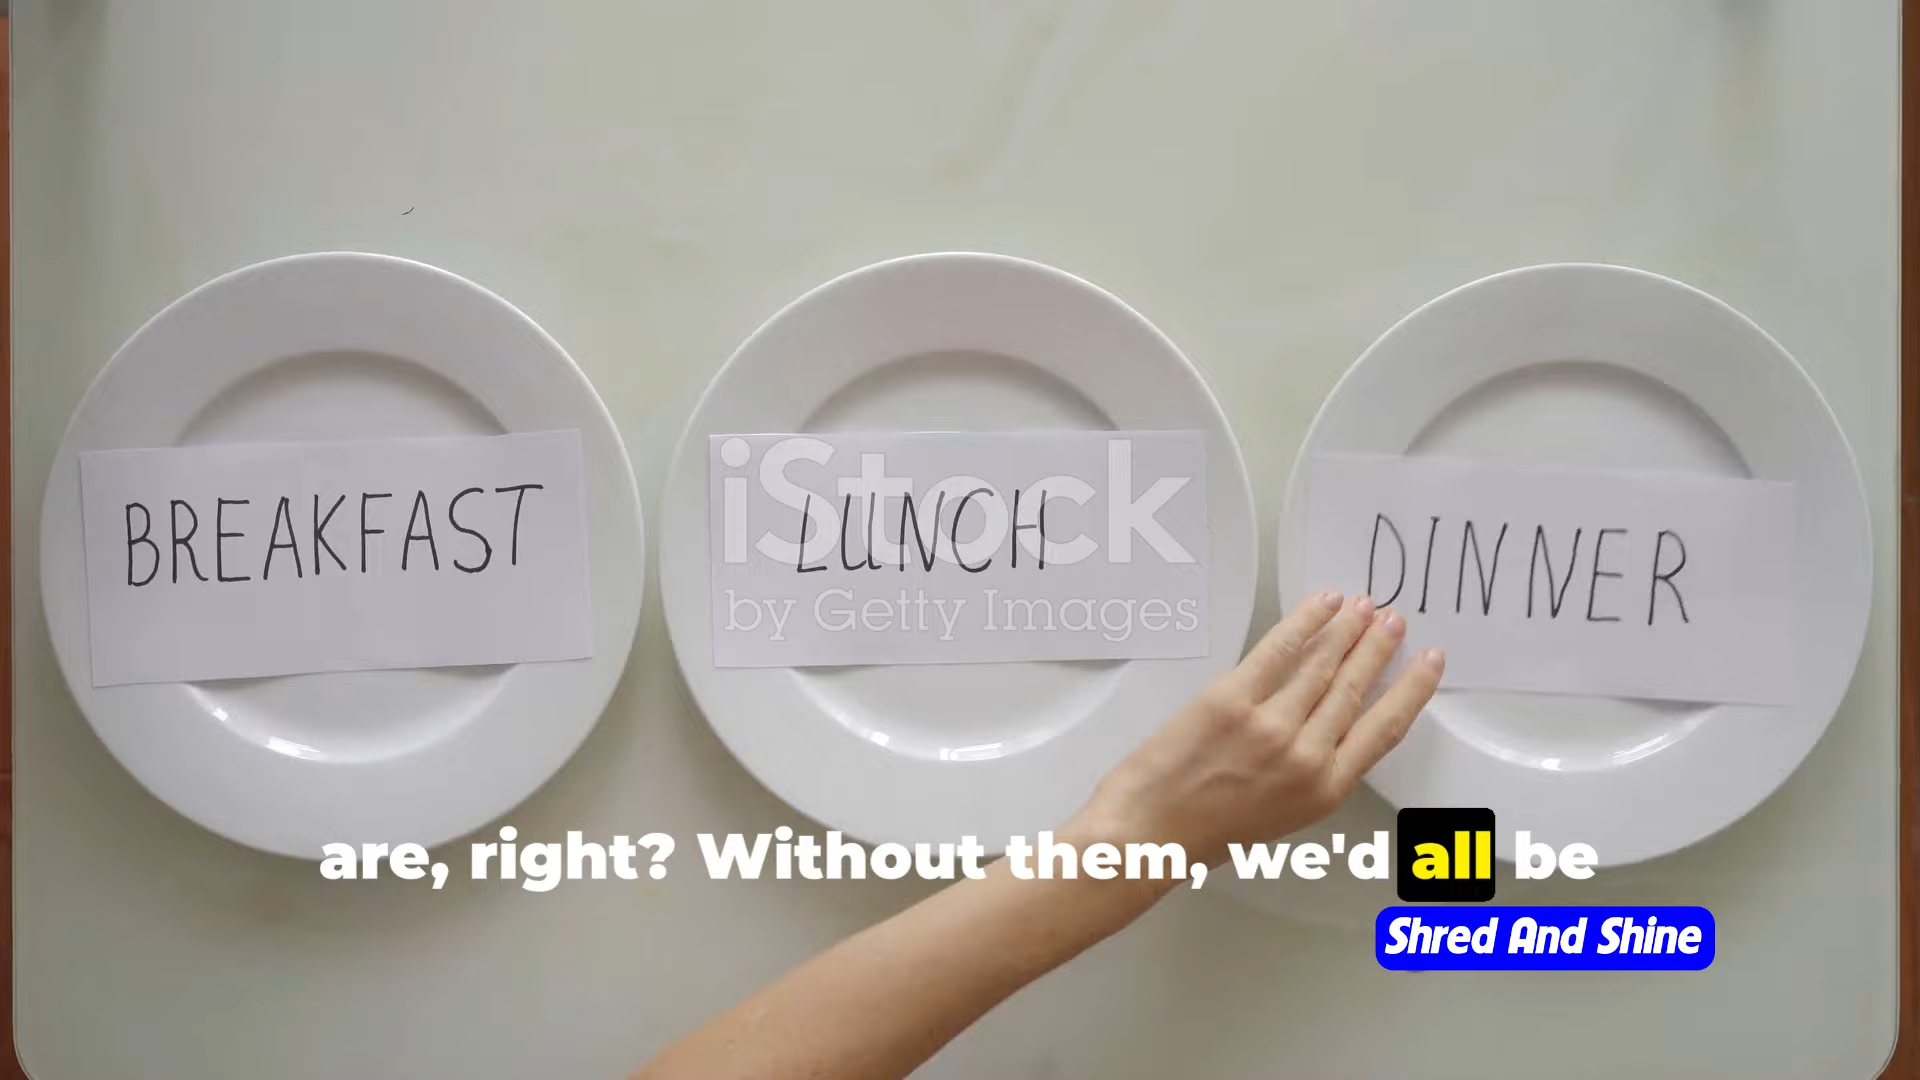 BREAKFAST
LUNCH
DINNER
iStock
by Getty Images
are, right? Without them, we'd all be
Shred And Shine